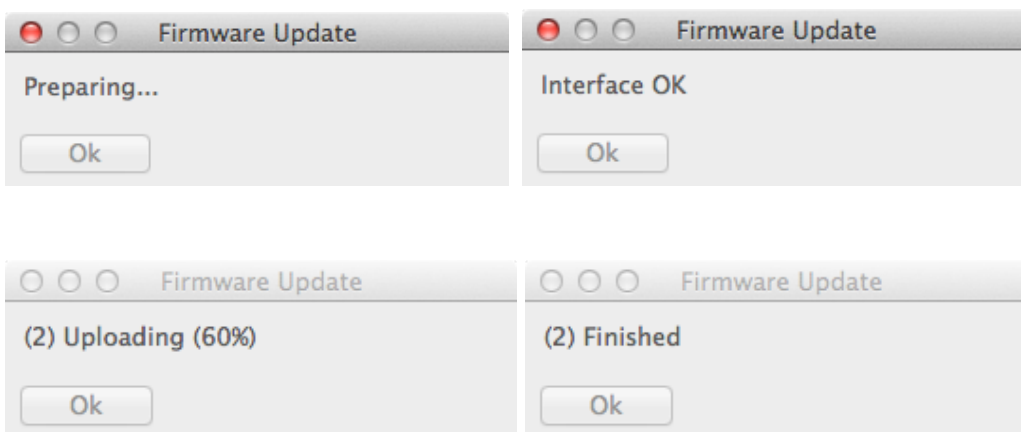 Firmware Update
Preparing...
Ok
Firmware Update
Interface OK
Ok
Firmware Update
(2) Uploading (60%)
Ok
Firmware Update
(2) Finished
Ok